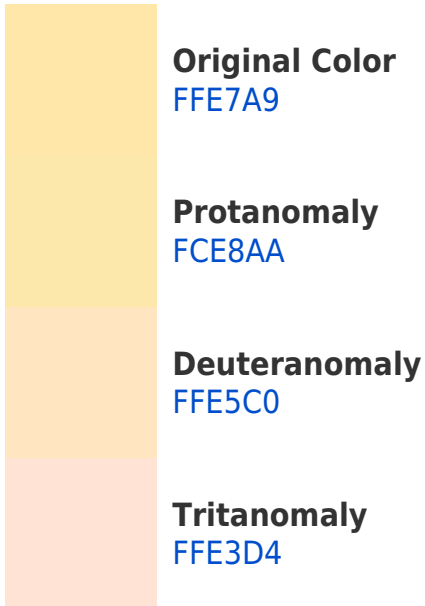 Original Color
FFE7A9
Protanomaly
FCE8AA
Deuteranomaly
FFE5C0
Tritanomaly
FFE3D4